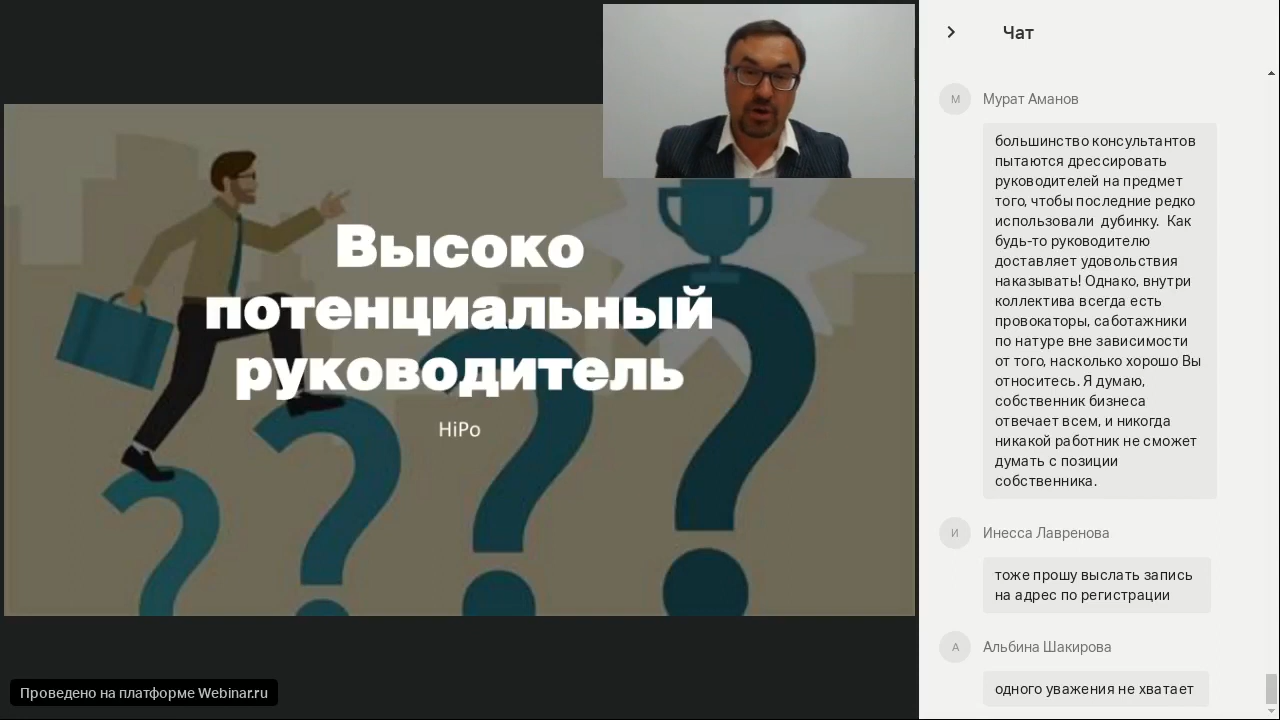 Высоко
потенциальный
руководитель
HiPo
Проведено на платформе Webinar.ru
Чат
М
Мурат Аманов
большинство консультантов
пытаются дрессировать
руководителей на предмет
того, чтобы последние редко
использовали дубинку. Как
будь-то руководителю
доставляет удовольствия
наказывать! Однако, внутри
коллектива всегда есть
провокаторы, саботажники
по натуре вне зависимости
от того, насколько хорошо Вы
относитесь. Я думаю,
собственник бизнеса
отвечает всем, и никогда
никакой работник не сможет
думать с позиции
собственника.
И
Инесса Лавренова
тоже прошу выслать запись
на адрес по регистрации
А
Альбина Шакирова
одного уважения не хватает